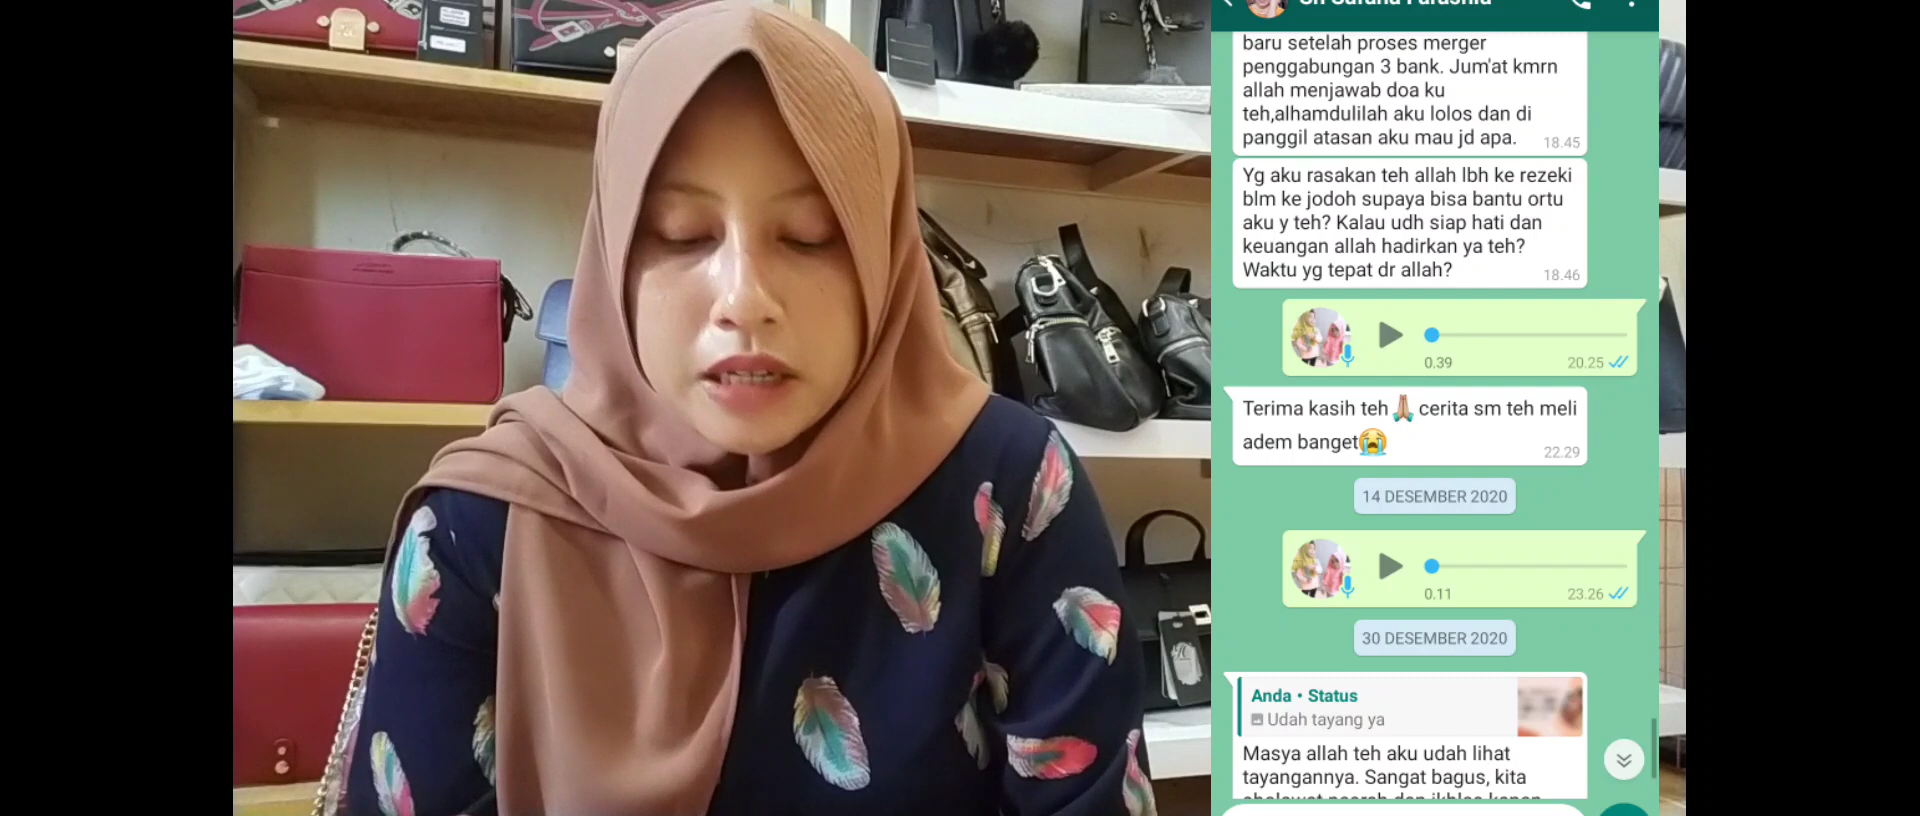 baru setelah proses merger
penggabungan 3 bank. Jum'at kmrn
allah menjawab doa ku
teh,alhamdulilah aku lolos dan di
panggil atasan aku mau jd apa.
18.45
Yg aku rasakan teh allah lbh ke rezeki
blm ke jodoh supaya bisa bantu ortu
aku y teh? Kalau udh siap hati dan
keuangan allah hadirkan ya teh?
Waktu yg tepat dr allah?
18.46
0.39
20.25
Terima kasih teh🙏cerita sm teh meli
adem banget😭
22.29
14 DESEMBER 2020
0.11
23.26
30 DESEMBER 2020
Anda • Status
Udah tayang ya
Masya allah teh aku udah lihat
tayangannya. Sangat bagus, kita